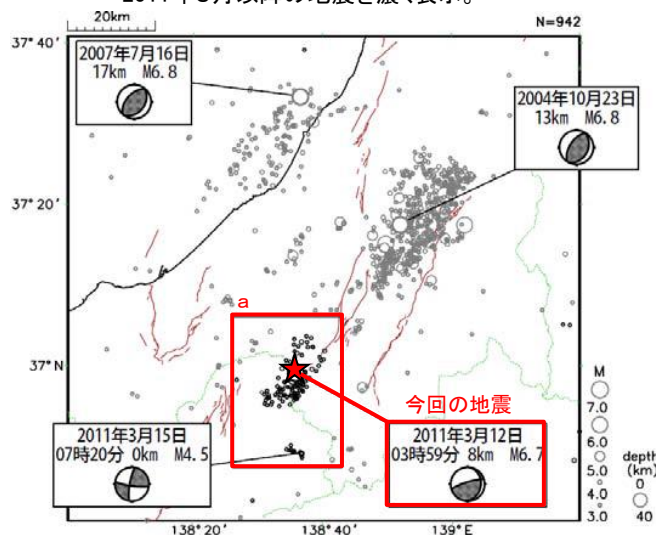 2011年3月以降の地震を濃く表示。
20km
N=942
37°40'
2007年7月16日
17km M6.8
2004年10月23日
13km M6.8
37°20'
a
37°N
今回の地震
2011年3月15日
07時20分 0km M4.5
2011年3月12日
03時59分 8km M6.7
M
7.0
6.0
5.0
4.0
3.0
depth
(km)
0
40
138°20'
138°40'
139°E